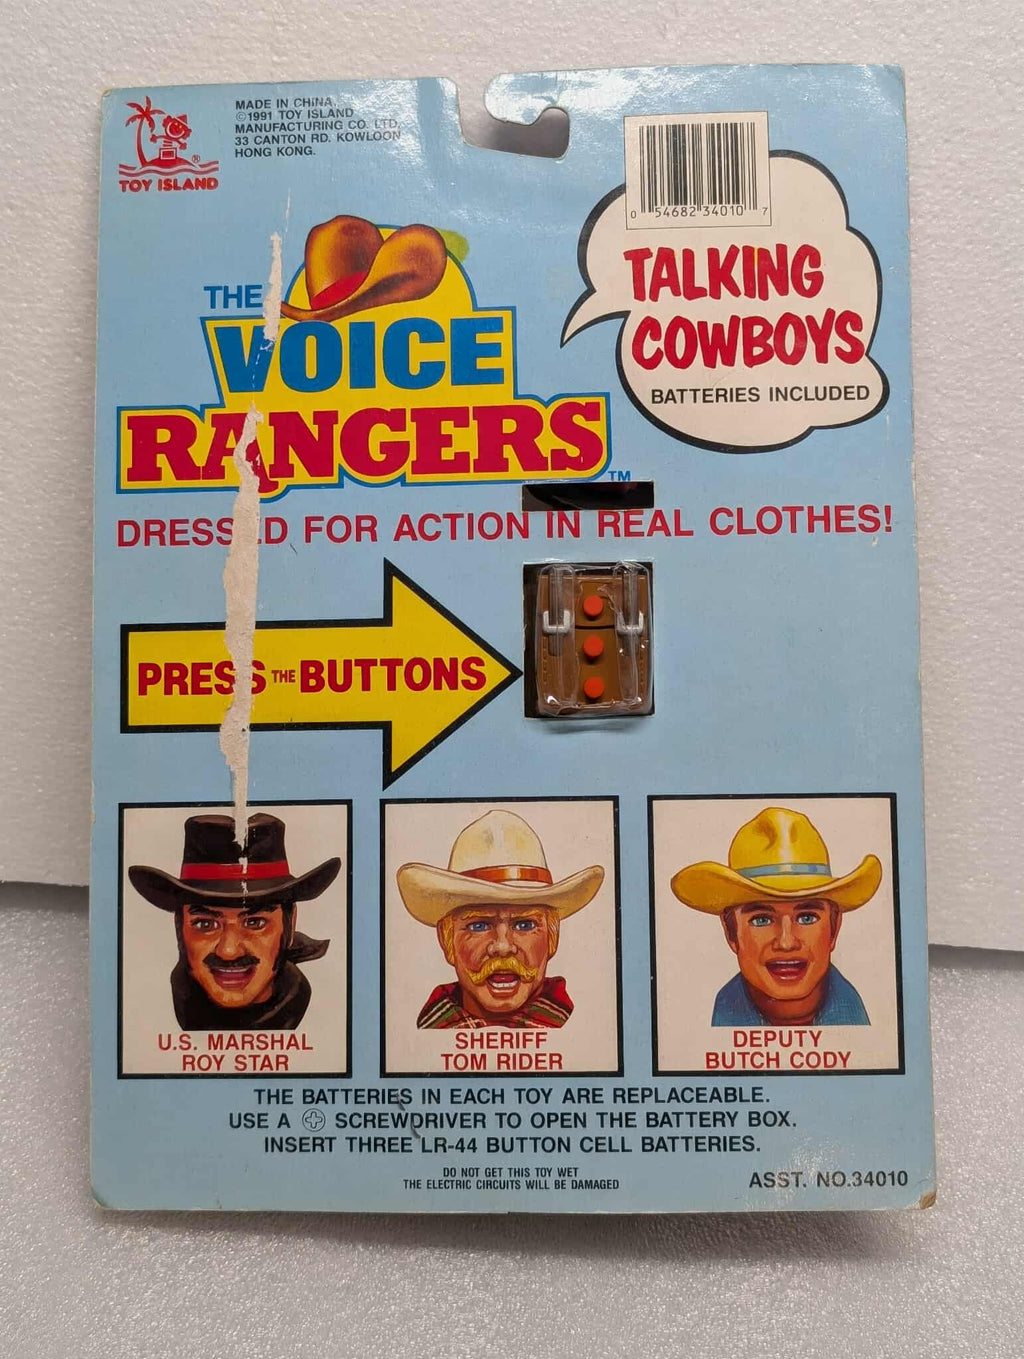 MADE IN CHINA
©1991 TOY ISLAND
MANUFACTURING CO. LTD,
33 CANTON RD. KOWLOON
HONG KONG.
®
TOY ISLAND
0 54682 34010 7
TALKING
COWBOYS
BATTERIES INCLUDED
THE
VOICE
RANGERS
TM
DRESSED FOR ACTION IN REAL CLOTHES!
PRESS THE BUTTONS
U.S. MARSHAL
ROY STAR
SHERIFF
TOM RIDER
DEPUTY
BUTCH CODY
THE BATTERIES IN EACH TOY ARE REPLACEABLE.
USE A SCREWDRIVER TO OPEN THE BATTERY BOX.
INSERT THREE LR-44 BUTTON CELL BATTERIES.
DO NOT GET THIS TOY WET
THE ELECTRIC CIRCUITS WILL BE DAMAGED
ASST. NO.34010